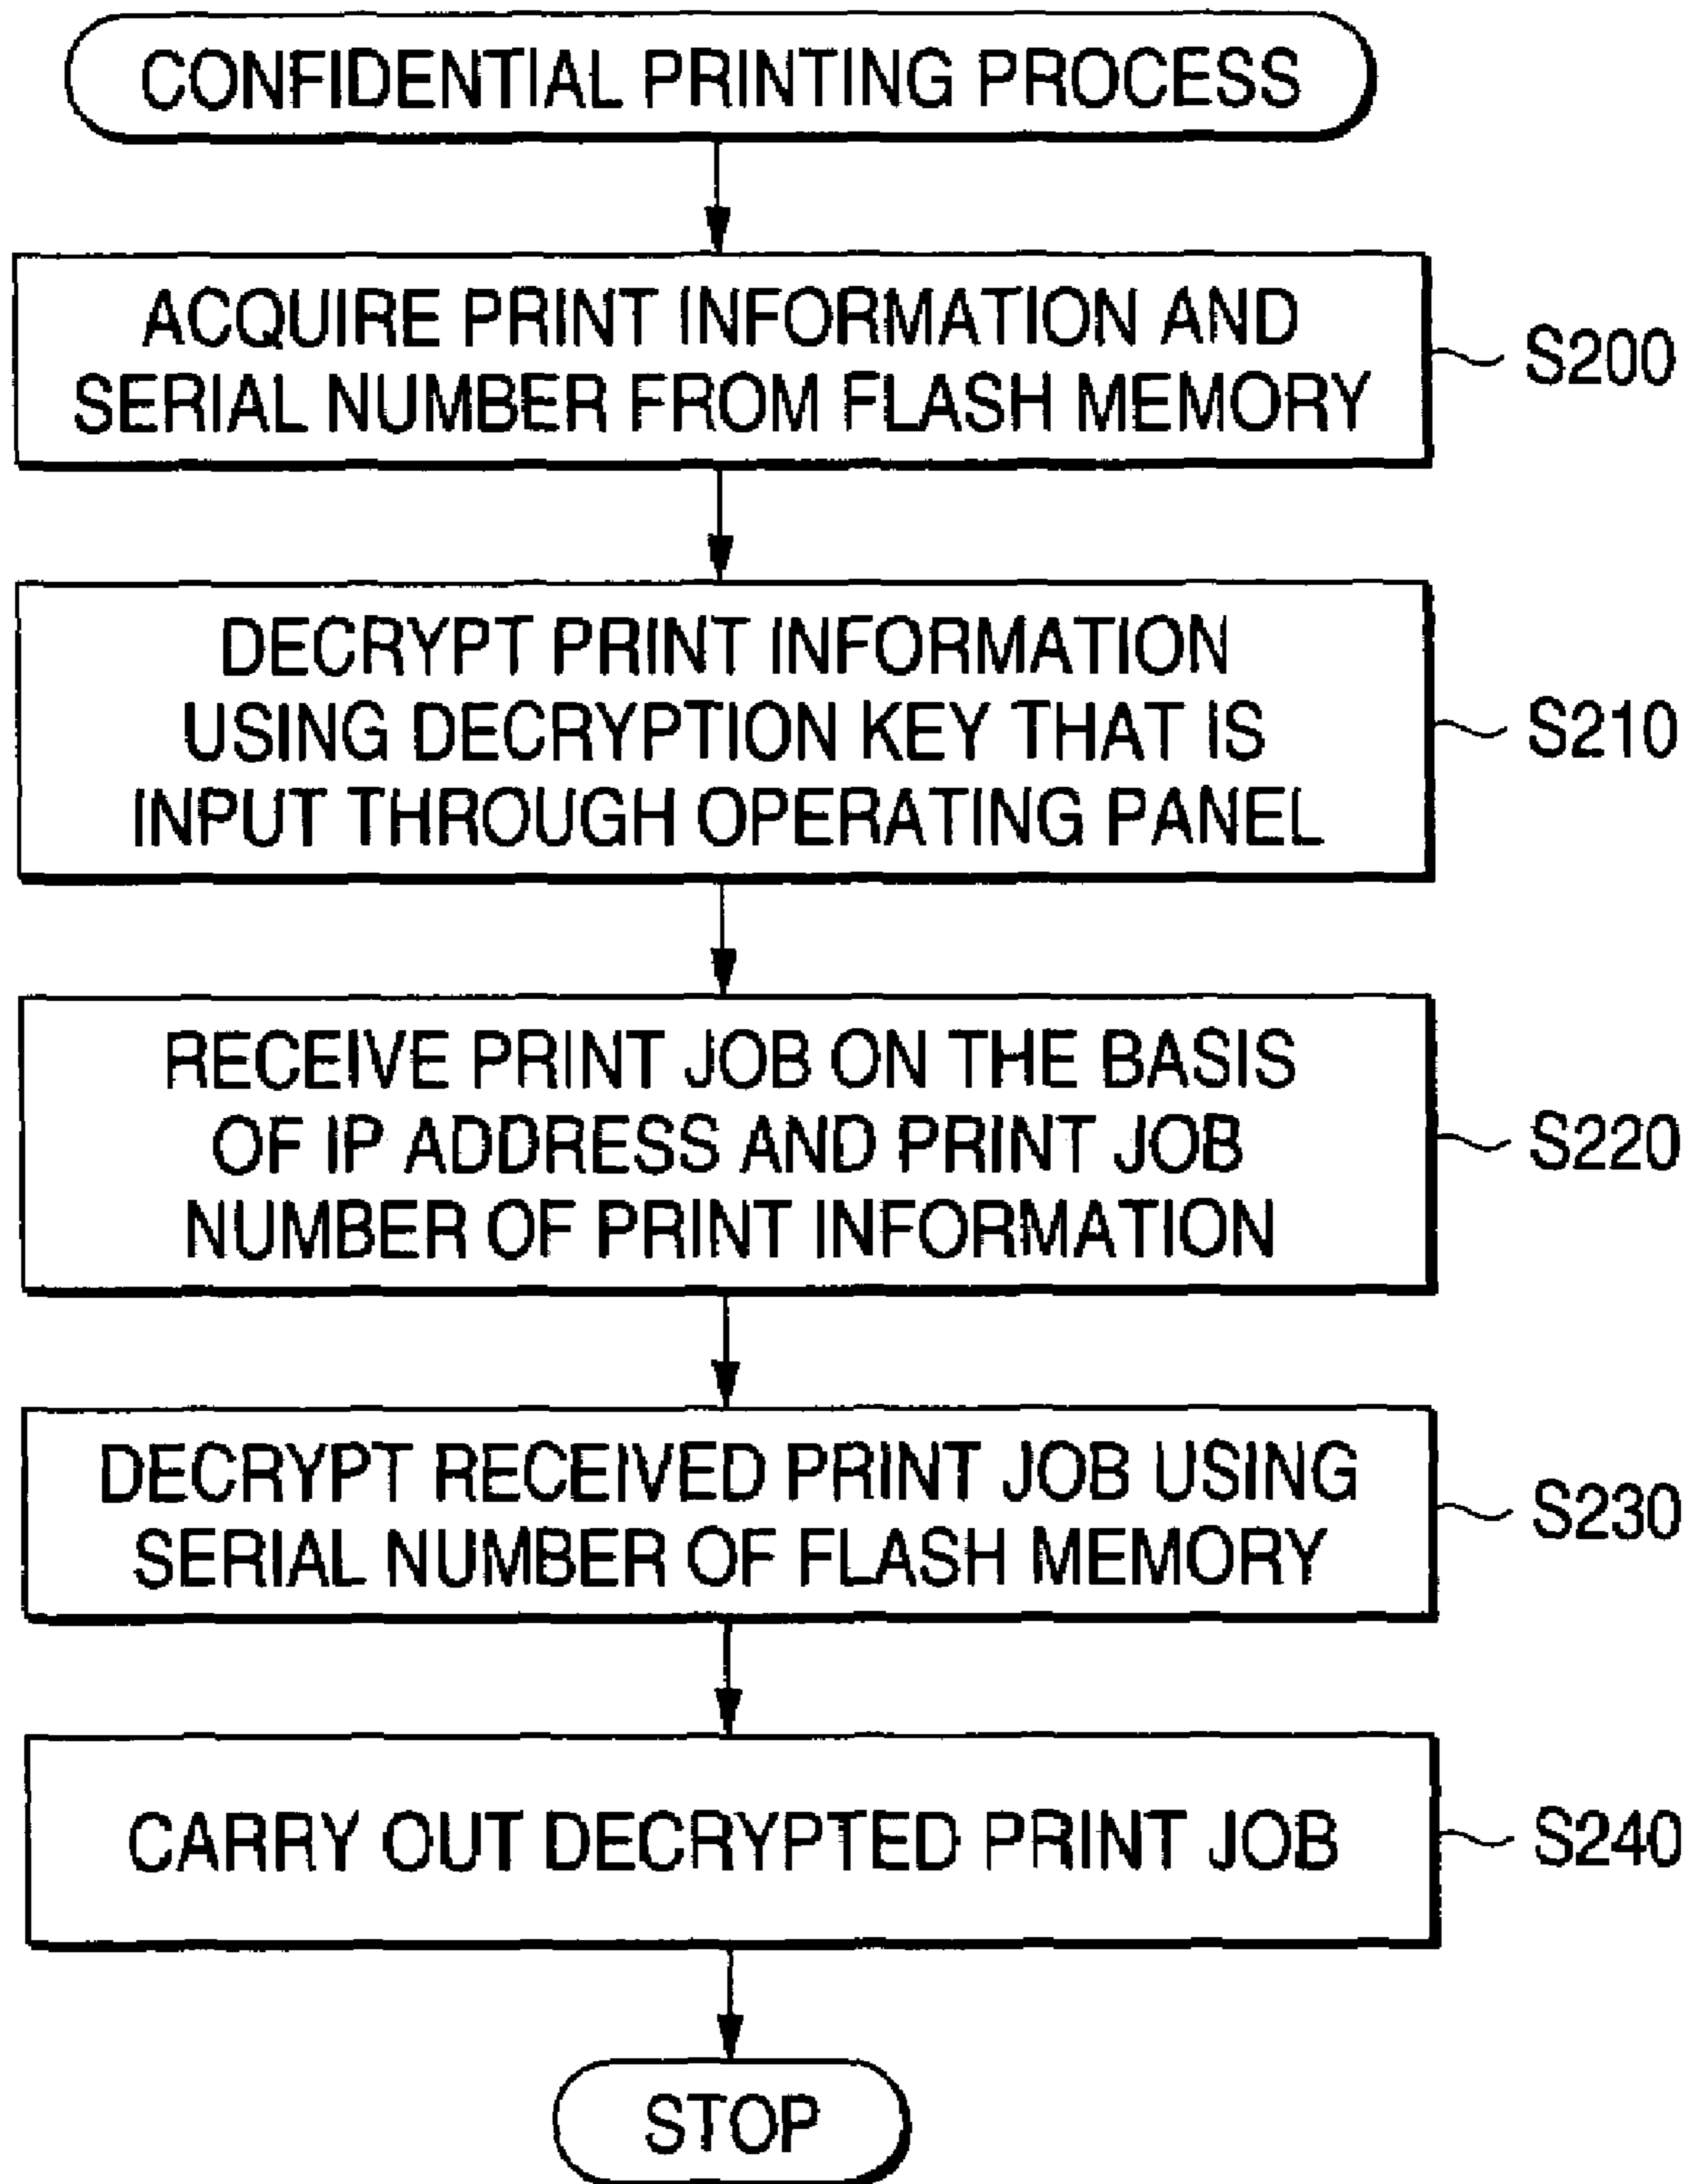 CONFIDENTIAL PRINTING PROCESS
ACQUIRE PRINT INFORMATION AND
SERIAL NUMBER FROM FLASH MEMORY
S200
DECRYPT PRINT INFORMATION
USING DECRYPTION KEY THAT IS
INPUT THROUGH OPERATING PANEL
S210
RECEIVE PRINT JOB ON THE BASIS
OF IP ADDRESS AND PRINT JOB
NUMBER OF PRINT INFORMATION
S220
DECRYPT RECEIVED PRINT JOB USING
SERIAL NUMBER OF FLASH MEMORY
S230
CARRY OUT DECRYPTED PRINT JOB
S240
STOP